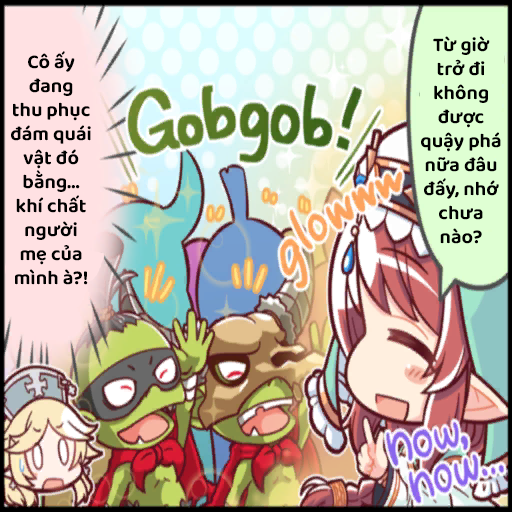 Từ giờ
trở đi
không
được
quậy phá
nữa đâu
đấy, nhớ
chưa
nào?
Cô ấy
đang
thu phục
đám quái
vật đó
bằng...
khí chất
người
mẹ của
mình à?!
Gobgob!
glowww
now,
now...